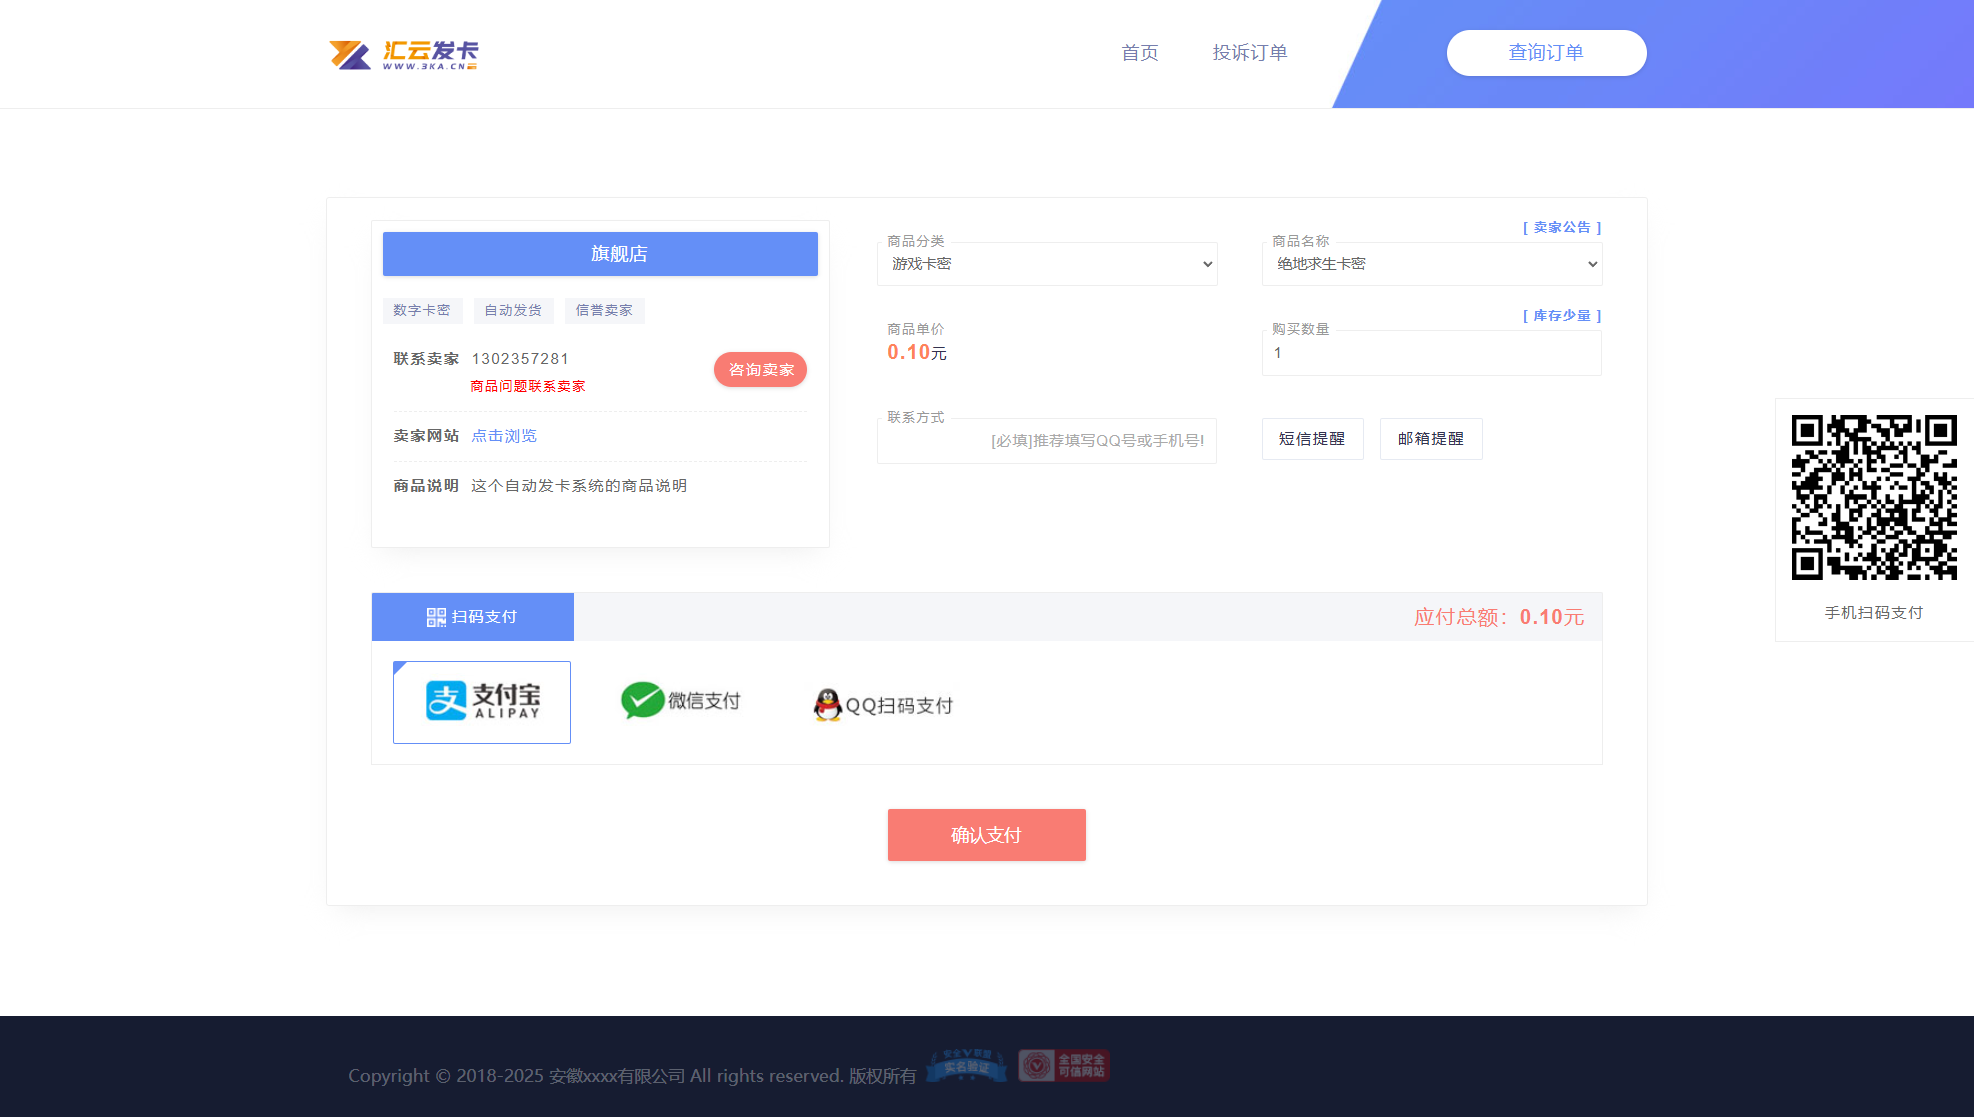 汇云发卡
WWW.3KA.CN
首页
投诉订单
查询订单
旗舰店
数字卡密 自动发货 信誉卖家
联系卖家 1302357281
商品问题联系卖家
咨询卖家
卖家网站 点击浏览
商品说明 这个自动发卡系统的商品说明
商品分类
游戏卡密
[ 卖家公告 ]
商品名称
绝地求生卡密
商品单价
0.10元
[ 库存少量 ]
购买数量
1
联系方式
[必填]推荐填写QQ号或手机号!
短信提醒
邮箱提醒
手机扫码支付
扫码支付
应付总额：0.10元
支付宝
ALIPAY
微信支付
QQ扫码支付
确认支付
Copyright © 2018-2025 安徽xxxx有限公司 All rights reserved. 版权所有
安全V联盟
实名验证
全国安全
可信网站